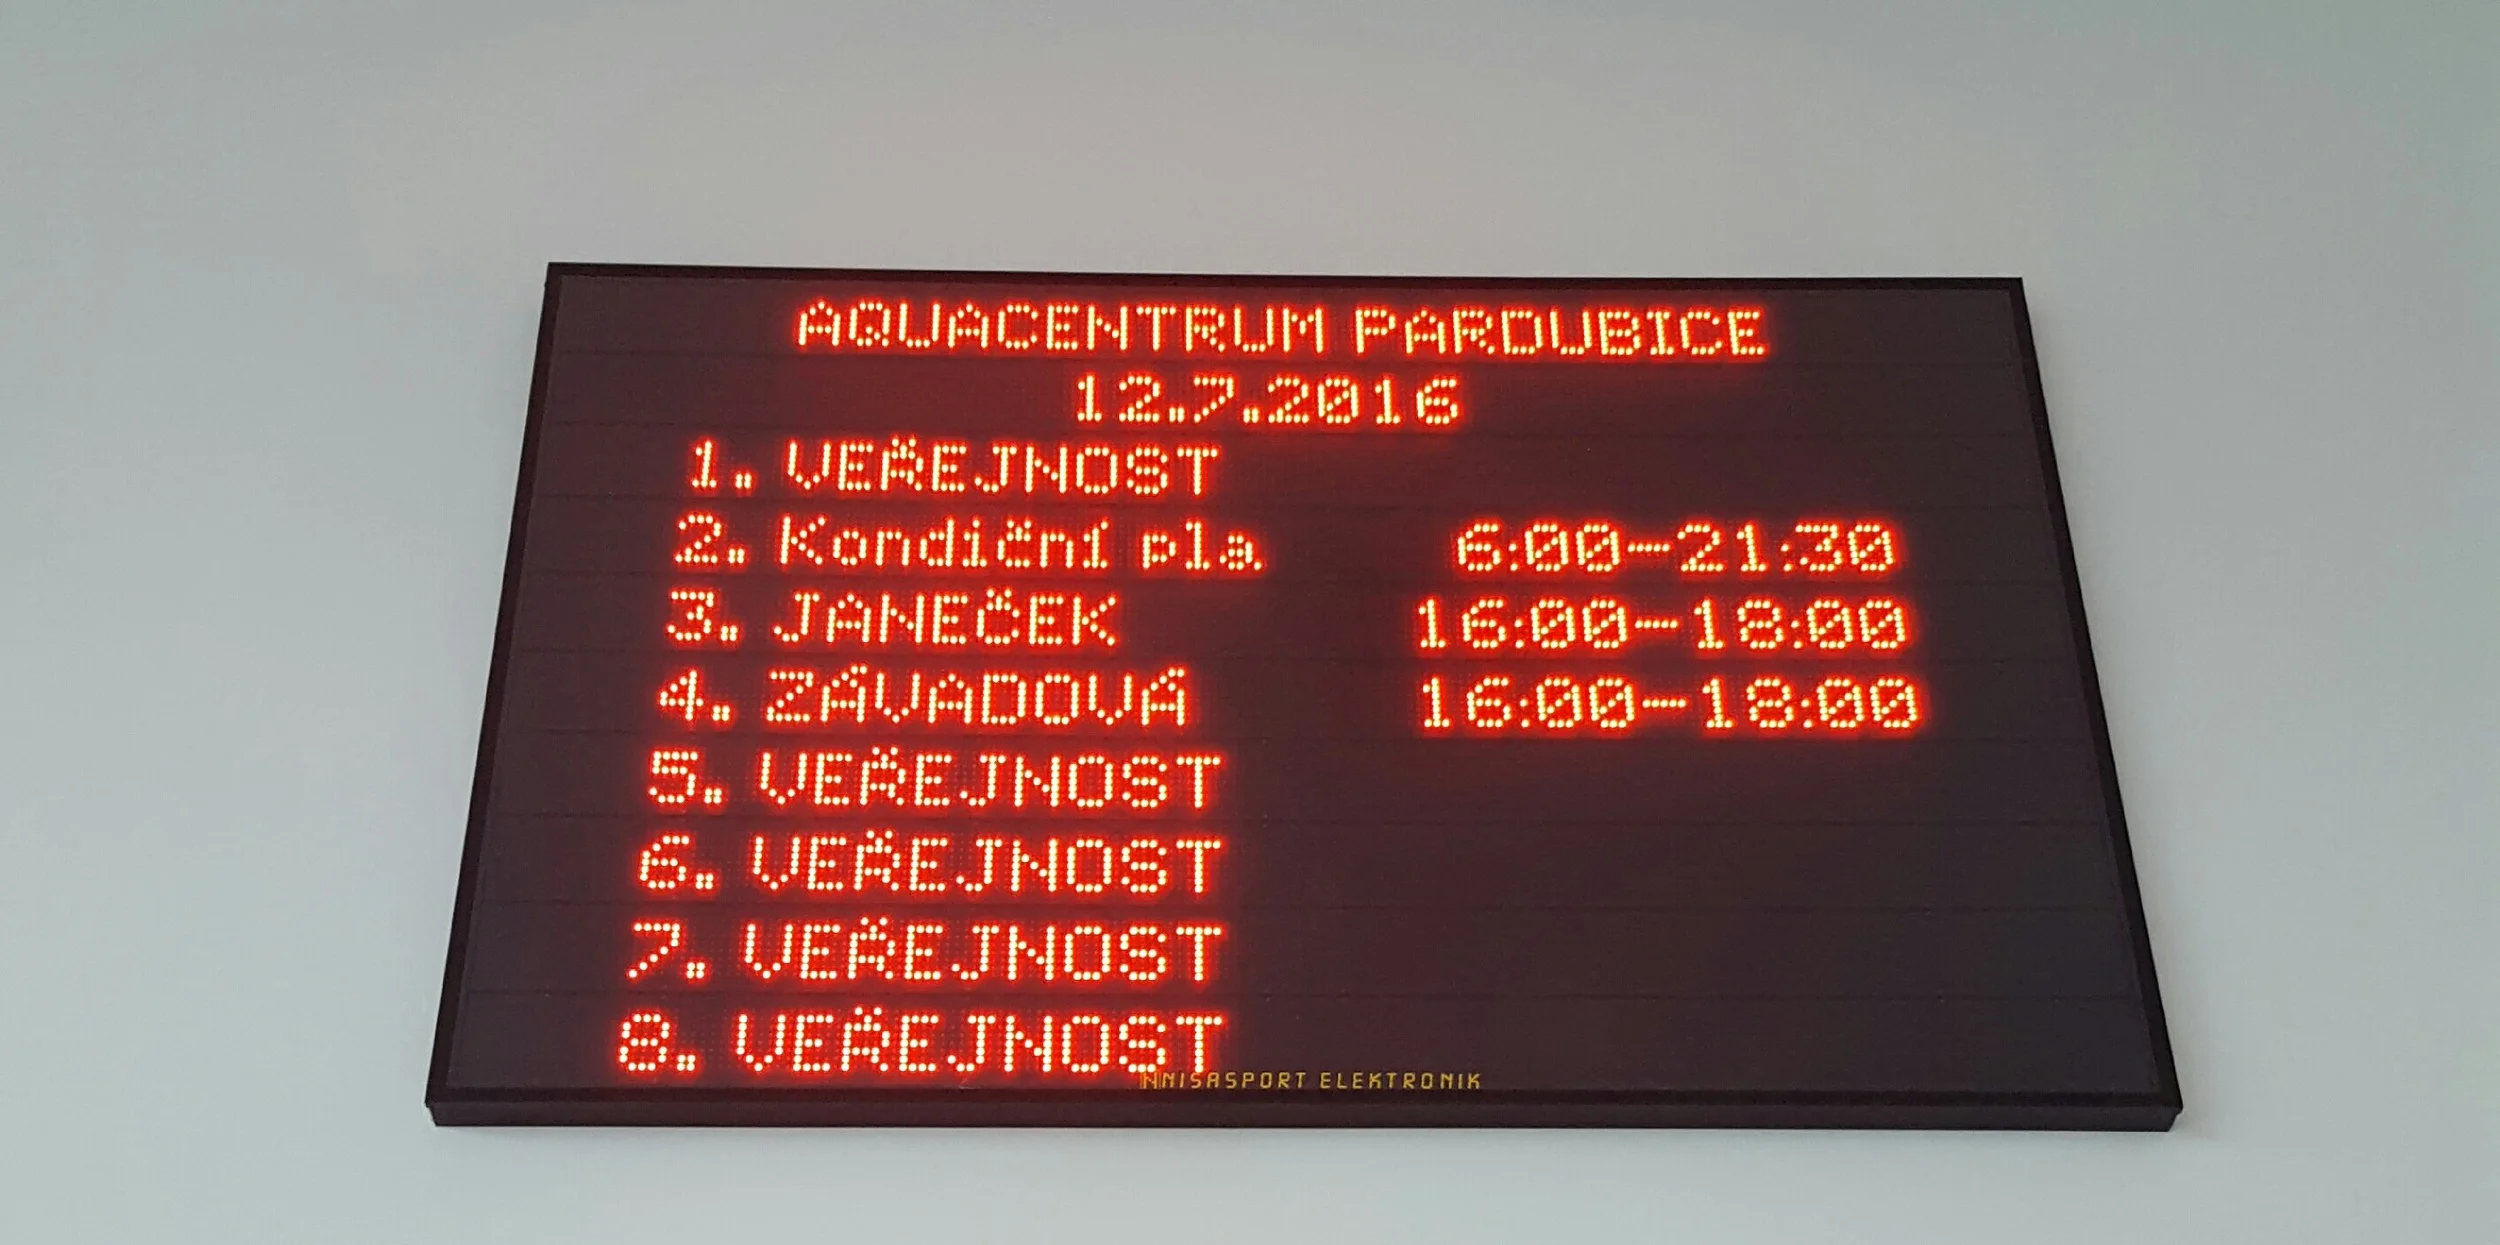 AQUACENTRUM PARDUBICE
12.7.2016
1. VEŘEJNOST
2. Kondiční pla 6:00-21:30
3. JANEČEK 16:00-18:00
4. ZÁVADOVÁ 16:00-18:00
5. VEŘEJNOST
6. VEŘEJNOST
7. VEŘEJNOST
8. VEŘEJNOST
NISASPORT ELEKTRONIK